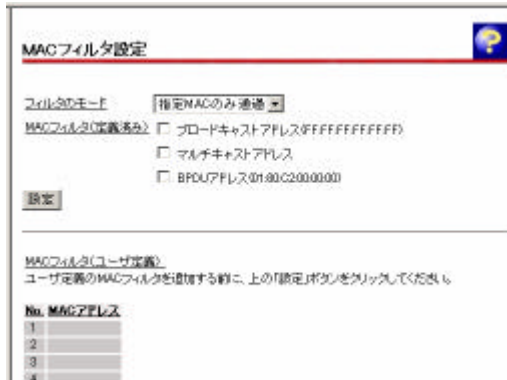 MACフィルタ設定
?
フィルタのモード 指定MACのみ通過
MACフィルタ(定義済み) ブロードキャストアドレス(FFFFFFFFFFFF)
マルチキャストアドレス
BPDUアドレス(0180C2000000)
設定
MACフィルタ(ユーザ定義)
ユーザ定義のMACフィルタを追加する前に、上の「設定」ボタンをクリックしてください。
No. MACアドレス
1
2
3
4